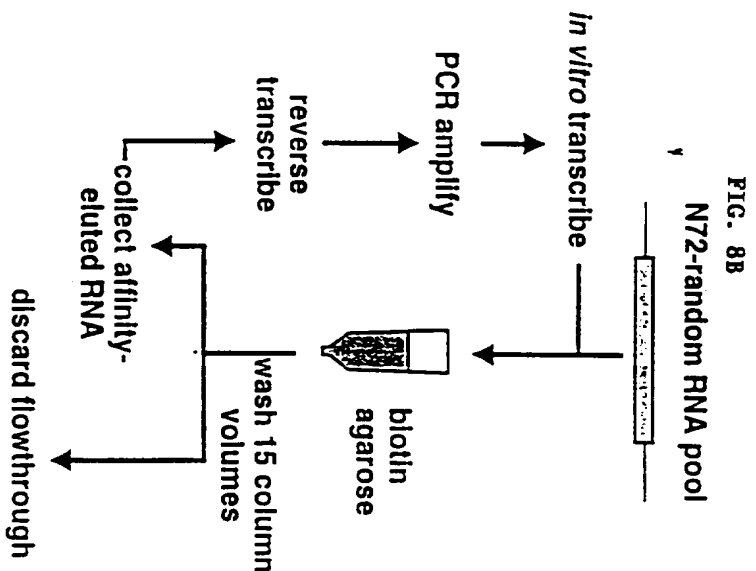 FIG. 8B
N72-random RNA pool
in vitro transcribe
PCR amplify
reverse
transcribe
biotin
agarose
wash 15 column
volumes
collect affinity-
eluted RNA
discard flowthrough